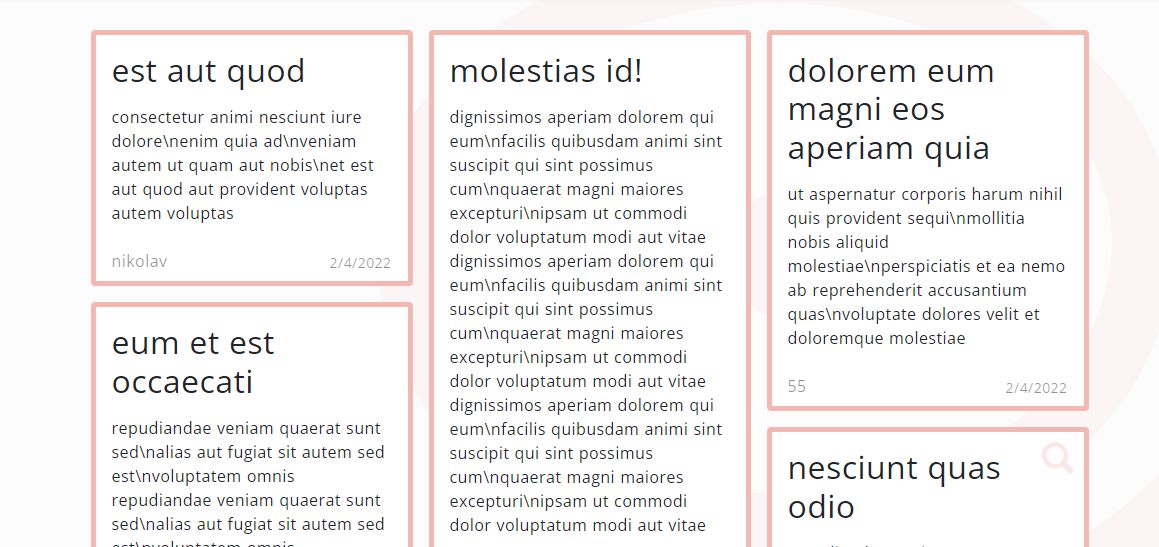 est aut quod
consectetur animi nesciunt iure
dolore\nenim quia ad\nveniam
autem ut quam aut nobis\net est
aut quod aut provident voluptas
autem voluptas
nikolav
2/4/2022
eum et est
occaecati
repudiandae veniam quaerat sunt
sed\nalias aut fugiat sit autem sed
est\nvoluptatem omnis
repudiandae veniam quaerat sunt
sed\nalias aut fugiat sit autem sed
est\nvoluptatem omnis
molestias id!
dignissimos aperiam dolorem qui
eum\nfacilis quibusdam animi sint
suscipit qui sint possimus
cum\nquaerat magni maiores
excepturi\nipsam ut commodi
dolor voluptatum modi aut vitae
dignissimos aperiam dolorem qui
eum\nfacilis quibusdam animi sint
suscipit qui sint possimus
cum\nquaerat magni maiores
excepturi\nipsam ut commodi
dolor voluptatum modi aut vitae
dignissimos aperiam dolorem qui
eum\nfacilis quibusdam animi sint
suscipit qui sint possimus
cum\nquaerat magni maiores
excepturi\nipsam ut commodi
dolor voluptatum modi aut vitae
dolorem eum
magni eos
aperiam quia
ut aspernatur corporis harum nihil
quis provident sequi\nmollitia
nobis aliquid
molestiae\nperspiciatis et ea nemo
ab reprehenderit accusantium
quas\nvoluptate dolores velit et
doloremque molestiae
55
2/4/2022
nesciunt quas
odio